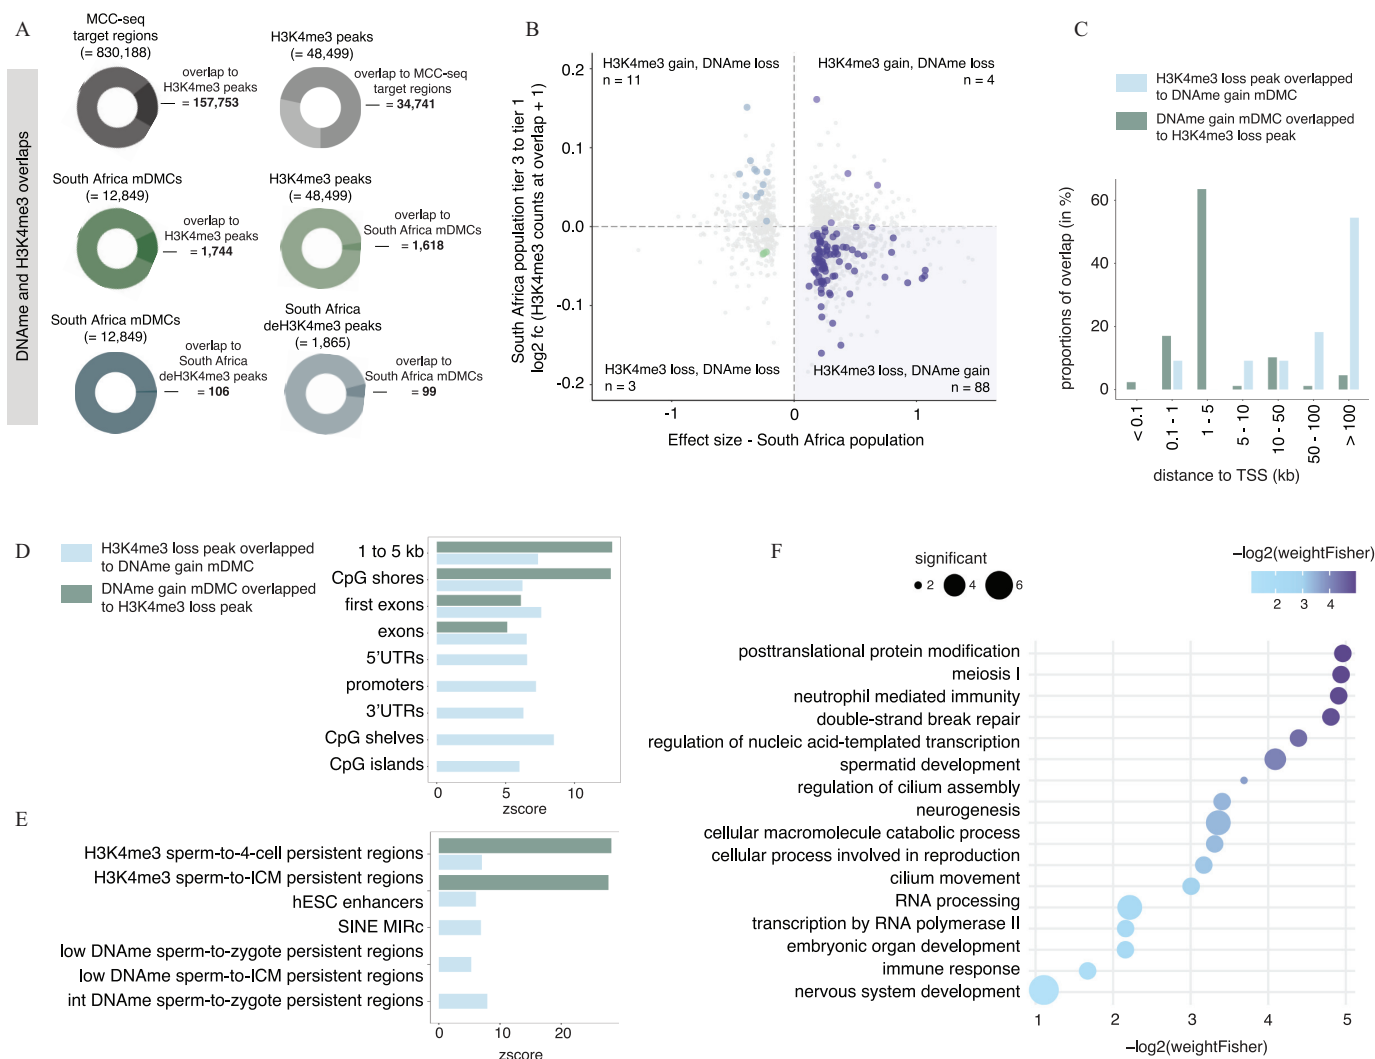 A
DNAme and H3K4me3 overlaps
MCC-seq
target regions
(= 830,188)
overlap to
H3K4me3 peaks
= 157,753
H3K4me3 peaks
(= 48,499)
overlap to MCC-seq
target regions
= 34,741
South Africa mDMCs
(= 12,849)
overlap to
H3K4me3 peaks
= 1,744
H3K4me3 peaks
(= 48,499)
overlap to
South Africa mDMCs
= 1,618
South Africa mDMCs
(= 12,849)
overlap to
South Africa
deH3K4me3 peaks
= 106
South Africa
deH3K4me3 peaks
(= 1,865)
overlap to
South Africa mDMCs
= 99
B
South Africa population tier 3 to tier 1
log2 fc (H3K4me3 counts at overlap + 1)
0.2
0.1
0.0
-0.1
-0.2
H3K4me3 gain, DNAme loss
n = 11
H3K4me3 gain, DNAme loss
n = 4
H3K4me3 loss, DNAme loss
n = 3
H3K4me3 loss, DNAme gain
n = 88
-1
0
1
Effect size - South Africa population
C
H3K4me3 loss peak overlapped
to DNAme gain mDMC
DNAme gain mDMC overlapped
to H3K4me3 loss peak
proportions of overlap (in %)
60
40
20
0
< 0.1
0.1 - 1
1 - 5
5 - 10
10 - 50
50 - 100
> 100
distance to TSS (kb)
D
H3K4me3 loss peak overlapped
to DNAme gain mDMC
DNAme gain mDMC overlapped
to H3K4me3 loss peak
1 to 5 kb
CpG shores
first exons
exons
5'UTRs
promoters
3'UTRs
CpG shelves
CpG islands
0
5
10
zscore
E
H3K4me3 sperm-to-4-cell persistent regions
H3K4me3 sperm-to-ICM persistent regions
hESC enhancers
SINE MIRc
low DNAme sperm-to-zygote persistent regions
low DNAme sperm-to-ICM persistent regions
int DNAme sperm-to-zygote persistent regions
0
10
20
zscore
F
significant
2
4
6
−log2(weightFisher)
2
3
4
posttranslational protein modification
meiosis I
neutrophil mediated immunity
double-strand break repair
regulation of nucleic acid-templated transcription
spermatid development
regulation of cilium assembly
neurogenesis
cellular macromolecule catabolic process
cellular process involved in reproduction
cilium movement
RNA processing
transcription by RNA polymerase II
embryonic organ development
immune response
nervous system development
1
2
3
4
5
−log2(weightFisher)